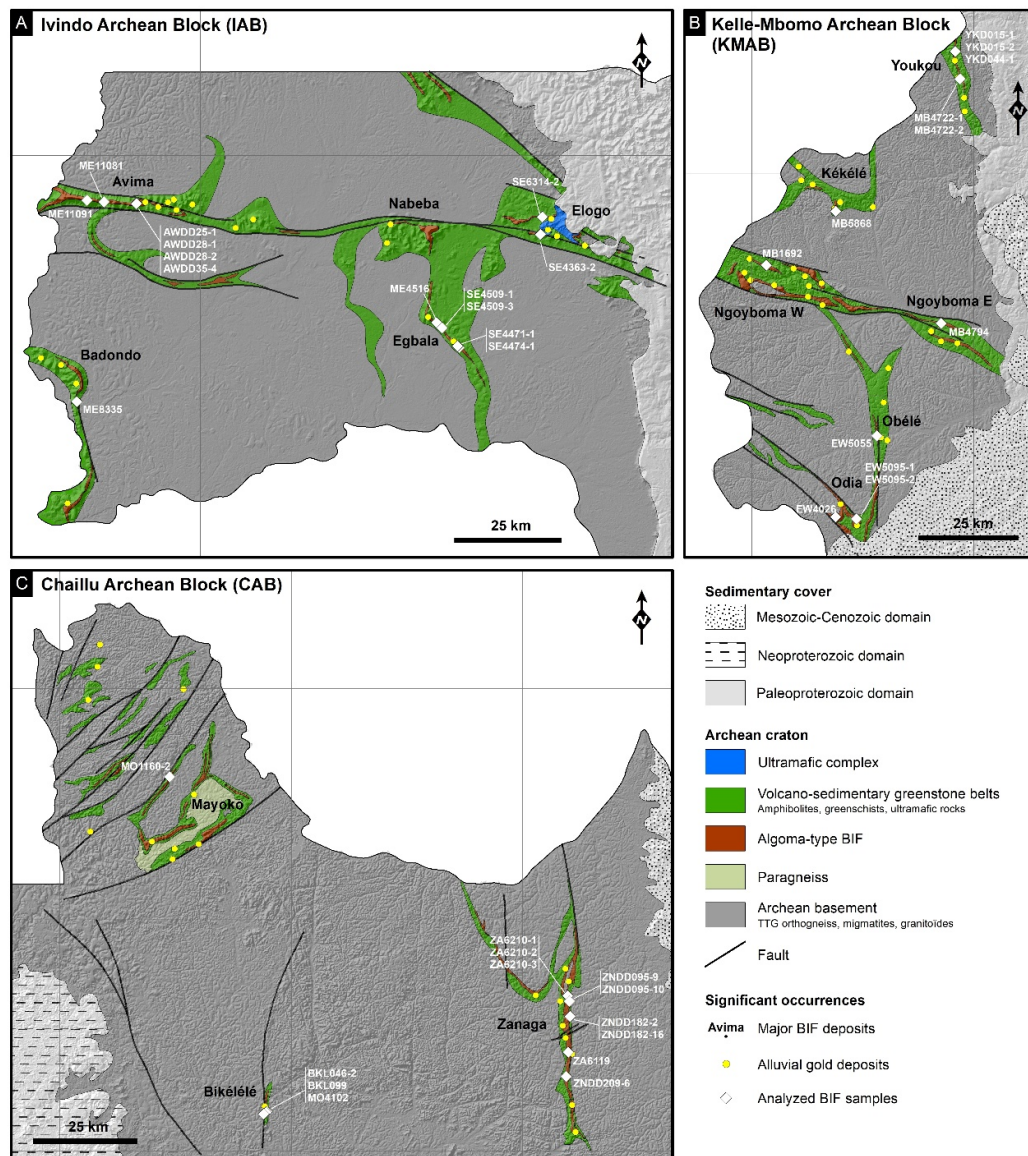 A Ivindo Archean Block (IAB)
N
ME11081
Avima
ME11091
AWDD25-1
AWDD28-1
AWDD28-2
AWDD35-4
Nabeba
SE6314-2
Elogo
SE4363-2
ME4516
SE4509-1
SE4509-3
Egbala
SE4471-1
SE4474-1
Badondo
ME8335
25 km
B Kelle-Mbomo Archean Block
(KMAB)
YKD015-1
YKD015-2
YKD044-1
Youkou
N
MB4722-1
MB4722-2
Kékélé
MB5868
MB1692
Ngoyboma W
Ngoyboma E
MB4794
Obélé
EW5055
EW5095-1
EW5095-2
Odia
EW4026
25 km
C Chaillu Archean Block (CAB)
N
MO1160-2
Mayoko
ZA6210-1
ZA6210-2
ZA6210-3
ZNDD095-9
ZNDD095-10
Zanaga
ZNDD182-2
ZNDD182-16
ZA6119
ZNDD209-6
Bikélélé
BKL046-2
BKL099
MO4102
25 km
Sedimentary cover
Mesozoic-Cenozoic domain
Neoproterozoic domain
Paleoproterozoic domain
Archean craton
Ultramafic complex
Volcano-sedimentary greenstone belts
Amphibolites, greenschists, ultramafic rocks
Algoma-type BIF
Paragneiss
Archean basement
TTG orthogneiss, migmatites, granitoïdes
Fault
Significant occurrences
Avima Major BIF deposits
Alluvial gold deposits
Analyzed BIF samples